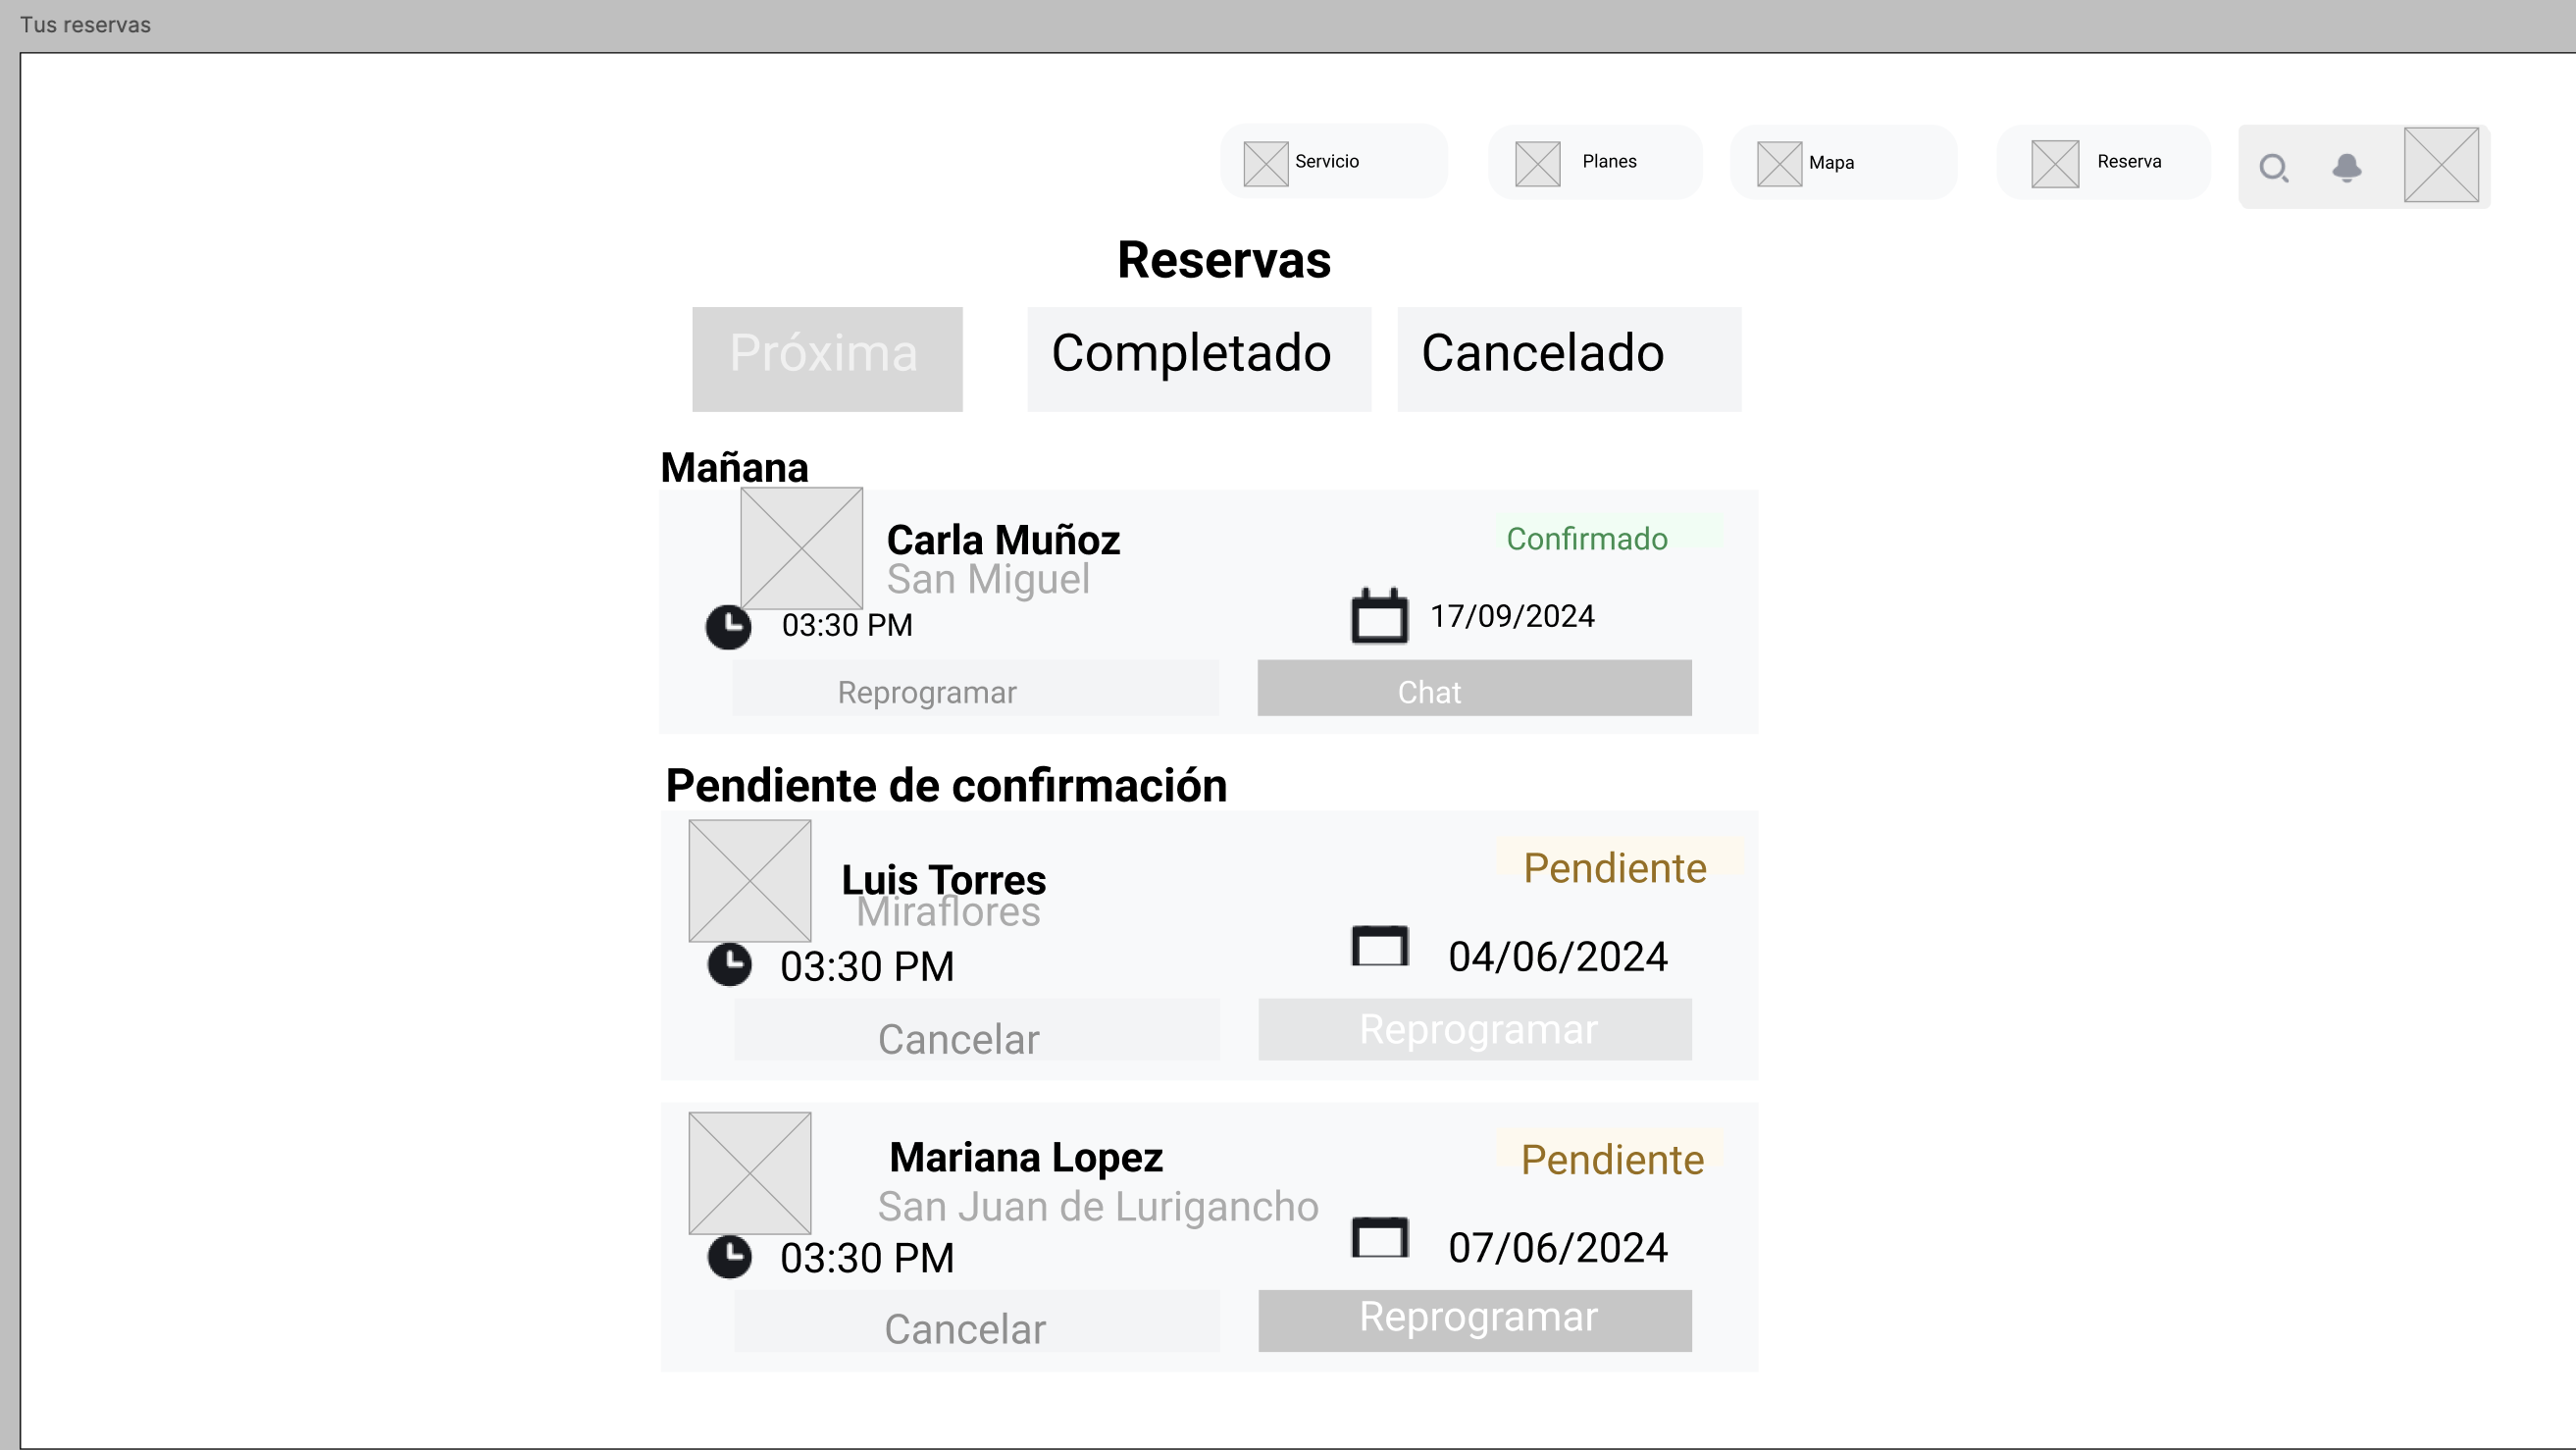 Tus reservas
Servicio
Planes
Mapa
Reserva
Reservas
Próxima
Completado
Cancelado
Mañana
Carla Muñoz
Confirmado
San Miguel
03:30 PM
17/09/2024
Reprogramar
Chat
Pendiente de confirmación
Luis Torres
Pendiente
Miraflores
03:30 PM
04/06/2024
Cancelar
Reprogramar
Mariana Lopez
Pendiente
San Juan de Lurigancho
03:30 PM
07/06/2024
Cancelar
Reprogramar